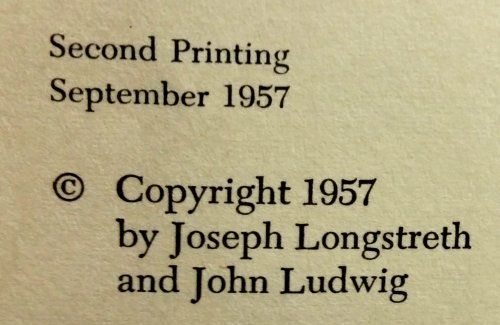 Second Printing
September 1957
© Copyright 1957
by Joseph Longstreth
and John Ludwig